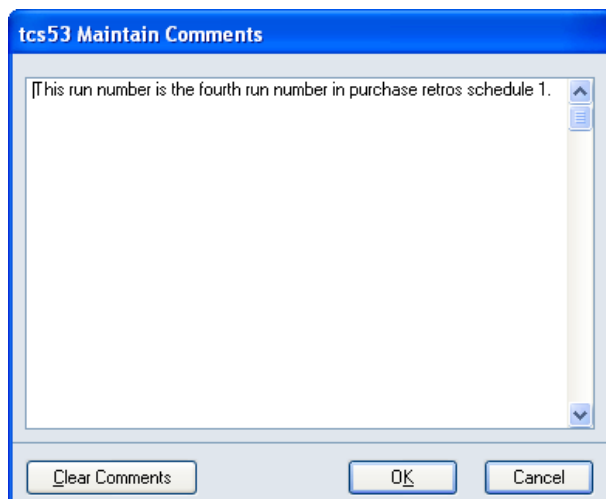 tcs53 Maintain Comments
This run number is the fourth run number in purchase retros schedule 1.
Clear Comments OK Cancel